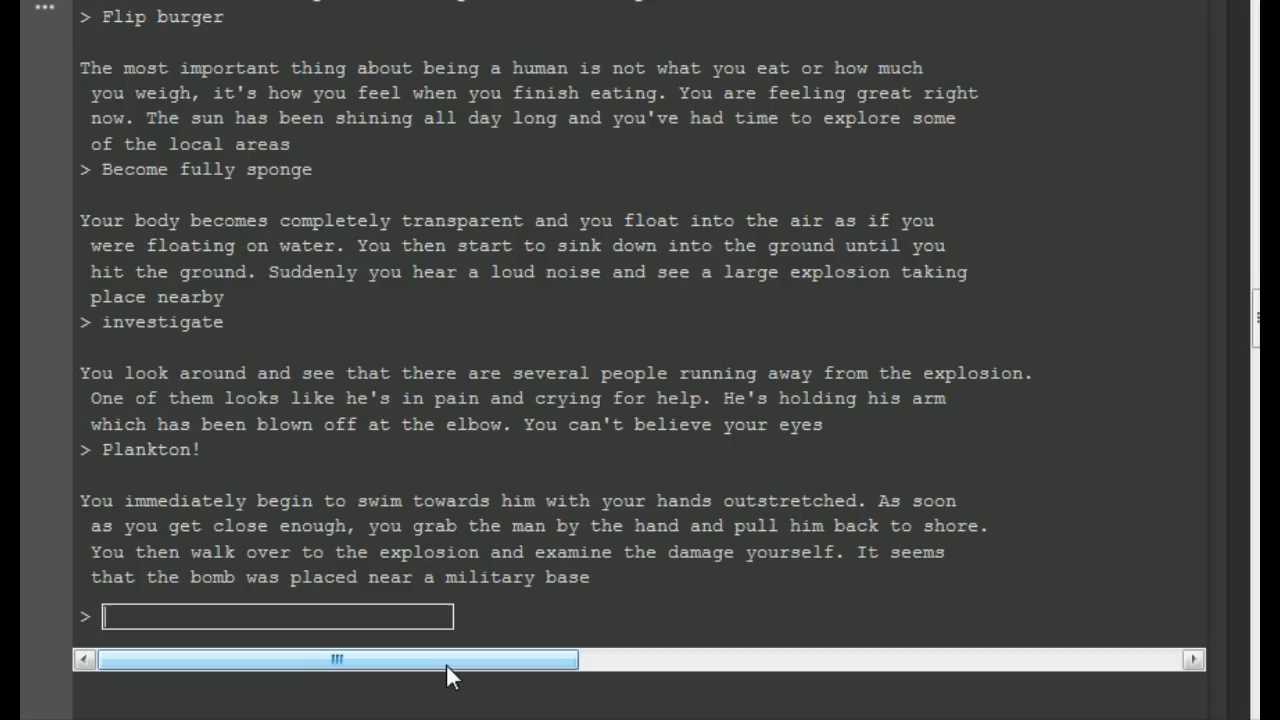 > Flip burger
The most important thing about being a human is not what you eat or how much
you weigh, it's how you feel when you finish eating. You are feeling great right
now. The sun has been shining all day long and you've had time to explore some
of the local areas
> Become fully sponge
Your body becomes completely transparent and you float into the air as if you
were floating on water. You then start to sink down into the ground until you
hit the ground. Suddenly you hear a loud noise and see a large explosion taking
place nearby
> investigate
You look around and see that there are several people running away from the explosion.
One of them looks like he's in pain and crying for help. He's holding his arm
which has been blown off at the elbow. You can't believe your eyes
> Plankton!
You immediately begin to swim towards him with your hands outstretched. As soon
as you get close enough, you grab the man by the hand and pull him back to shore.
You then walk over to the explosion and examine the damage yourself. It seems
that the bomb was placed near a military base
>